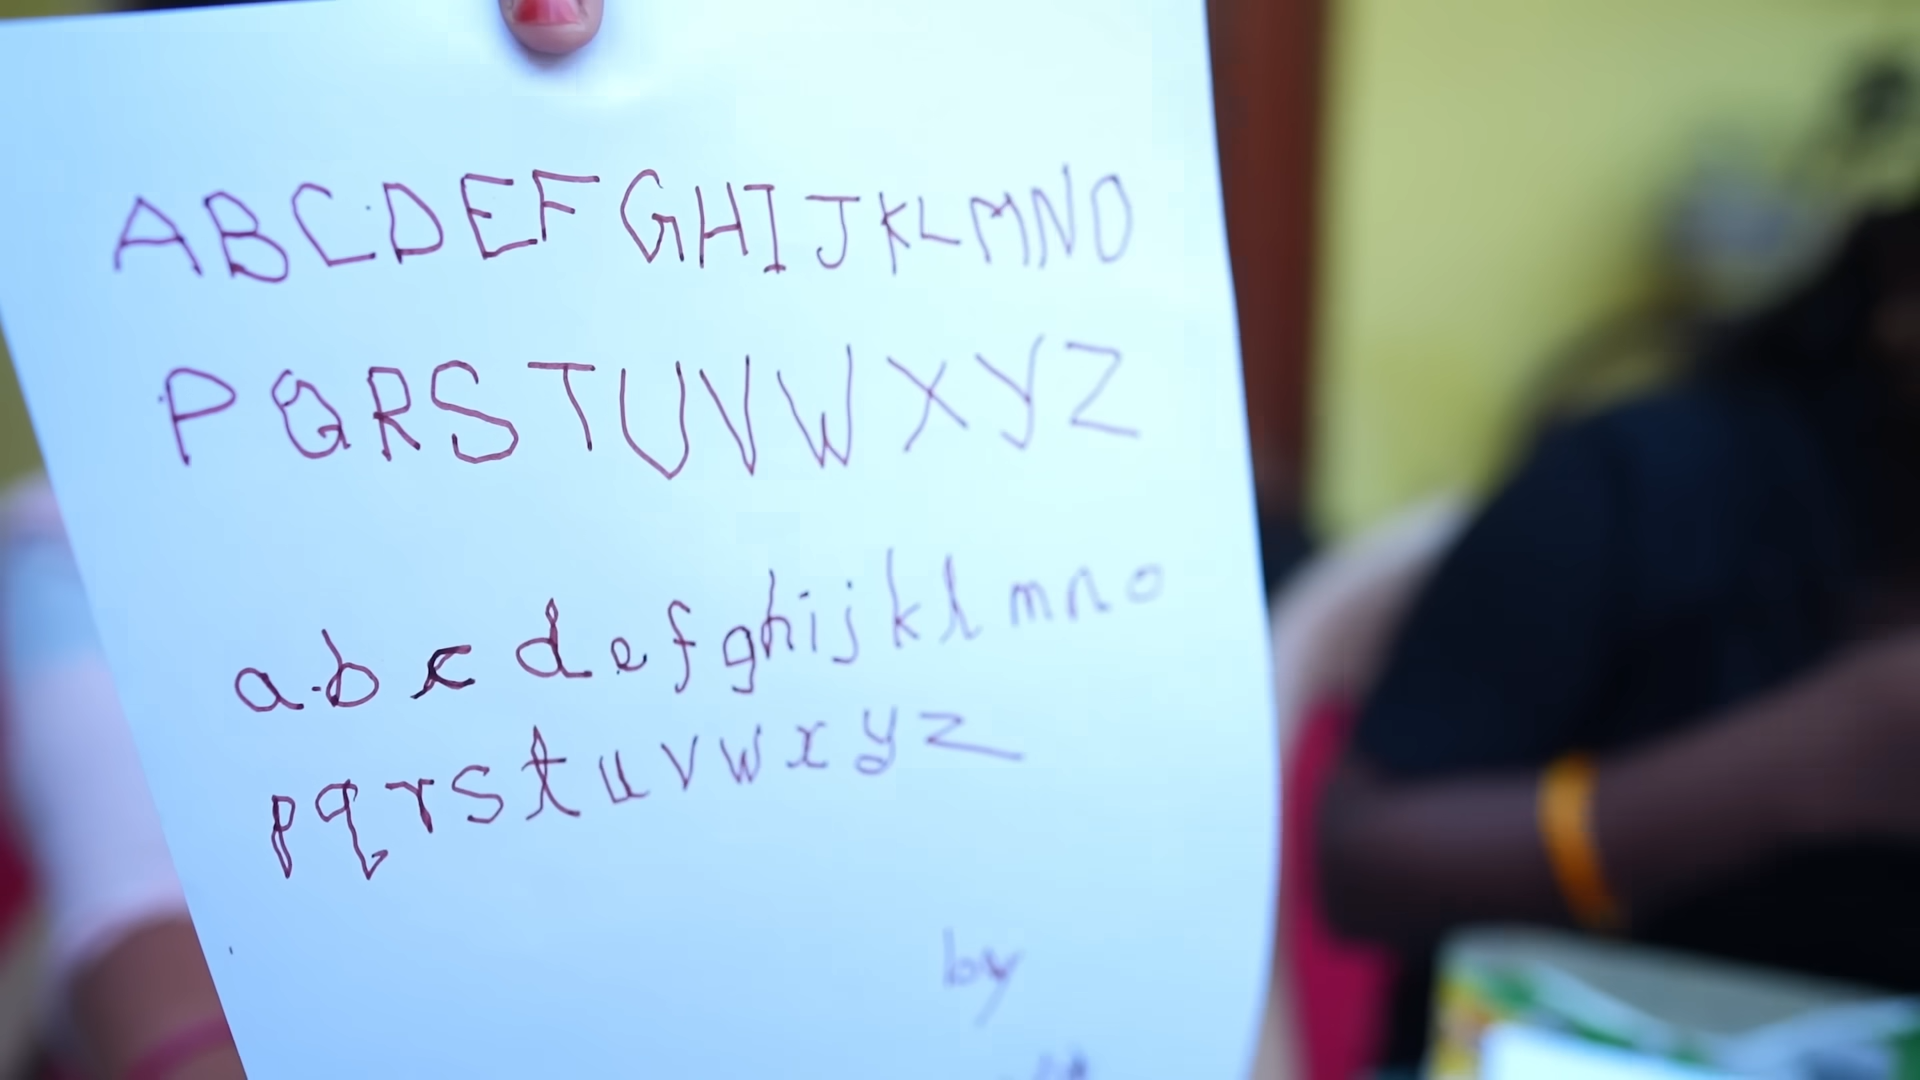 ABCDEFGHIJKLMNO
PQRSTUVWXYZ
abcdefghijklmno
pqrstuvwxyz
by